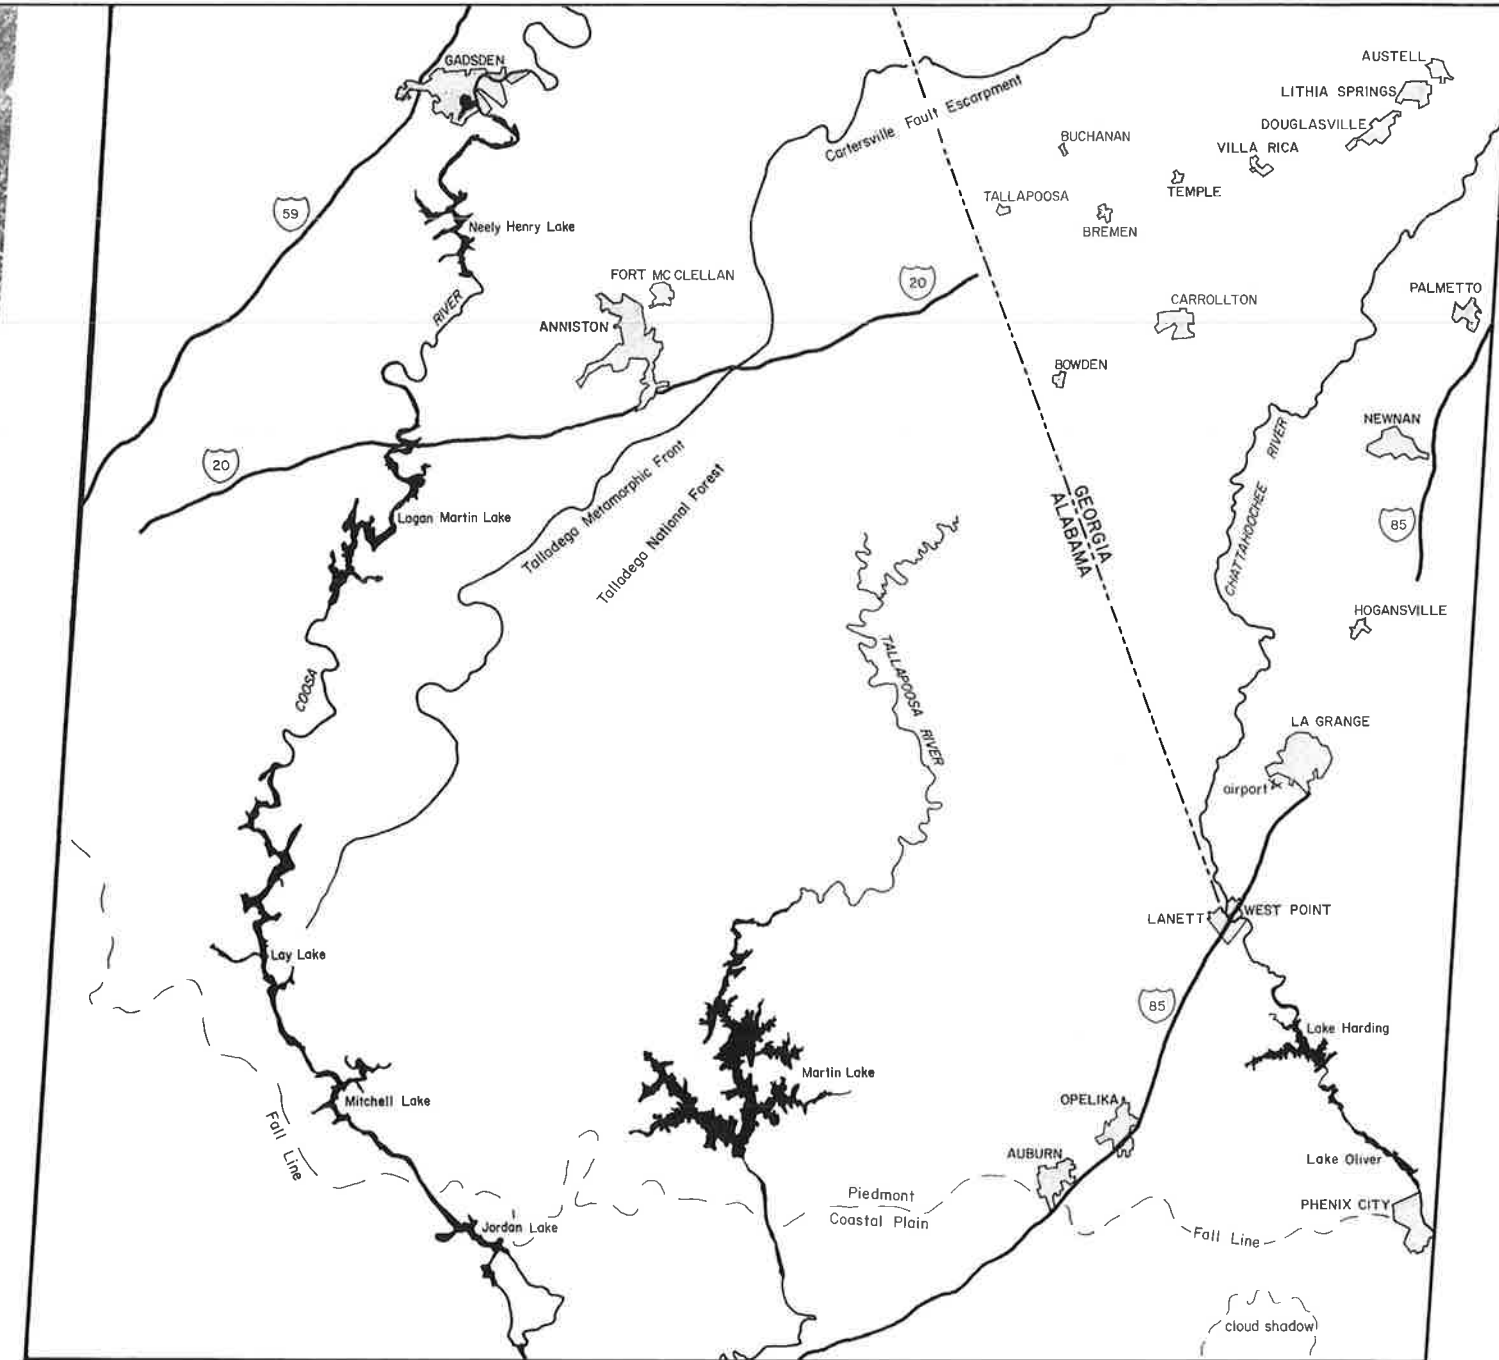 GADSDEN
AUSTELL
LITHIA SPRINGS
DOUGLASVILLE
Cartersville Fault Escarpment
BUCHANAN
VILLA RICA
TEMPLE
TALLAPOOSA
BREMEN
59
Neely Henry Lake
FORT MC CLELLAN
20
RIVER
ANNISTON
CARROLLTON
PALMETTO
BOWDEN
NEWNAN
20
Talladega Metamorphic Front
Talladega National Forest
Logan Martin Lake
GEORGIA
ALABAMA
CHATTAHOOCHEE RIVER
85
HOGANSVILLE
COOSA
TALLAPOOSA RIVER
LA GRANGE
airport
LANETT
WEST POINT
Lay Lake
85
Lake Harding
Martin Lake
Mitchell Lake
OPELIKA
Fall Line
AUBURN
Lake Oliver
Piedmont
Coastal Plain
PHENIX CITY
Jordan Lake
Fall Line
cloud shadow